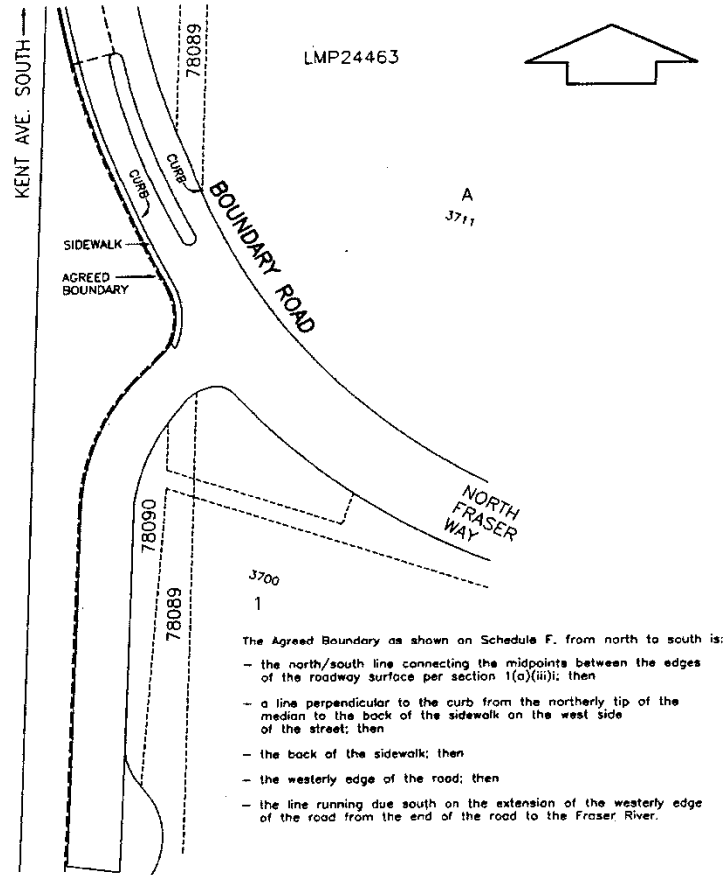 LMP24463
78089
KENT AVE. SOUTH
CURB
CURB
BOUNDARY ROAD
A
3711
SIDEWALK
AGREED
BOUNDARY
NORTH
FRASER
WAY
78090
78089
3700
1
The Agreed Boundary as shown on Schedule F. from north to south is:
– the north/south line connecting the midpoints between the edges
of the roadway surface per section 1(a)(iii)i; then
– a line perpendicular to the curb from the northerly tip of the
median to the back of the sidewalk on the west side
of the street; then
– the back of the sidewalk; then
– the westerly edge of the road; then
– the line running due south on the extension of the westerly edge
of the road from the end of the road to the Fraser River.